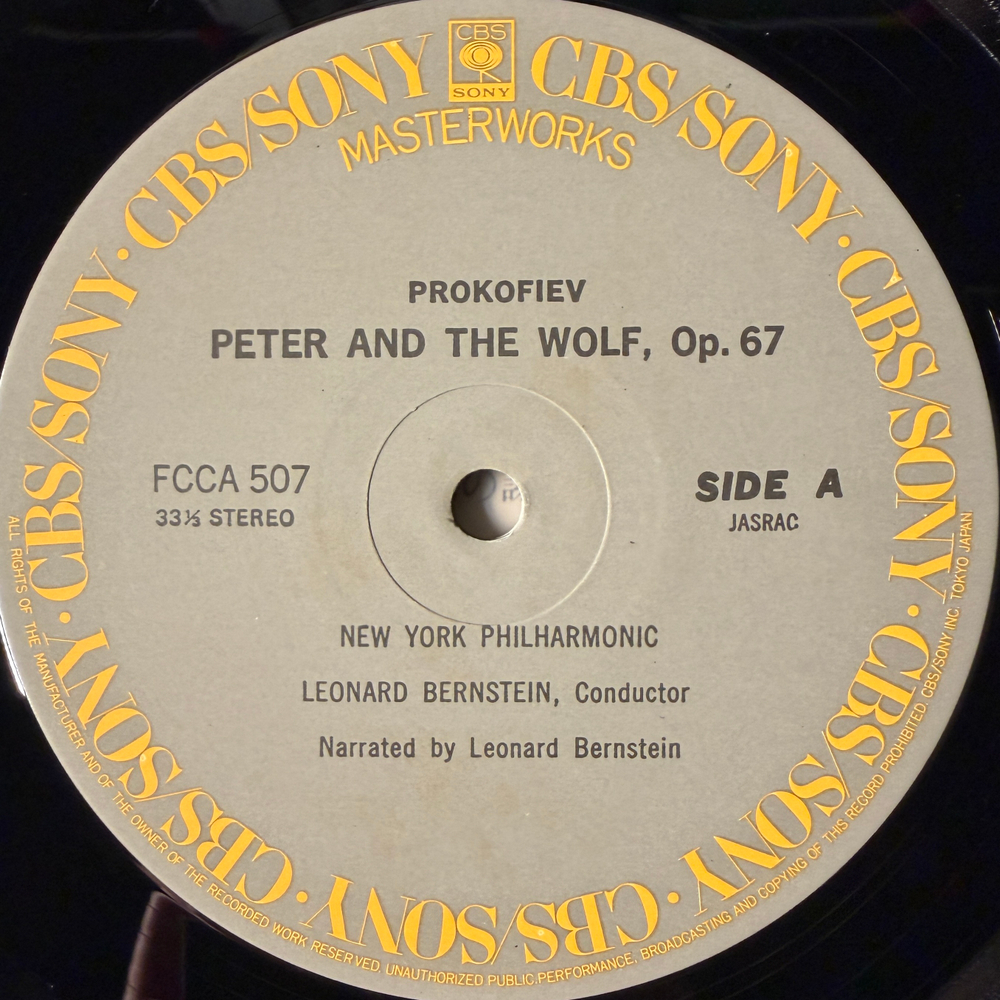 CBS
SONY
CBS/SONY · CBS/SONY · CBS/SONY · CBS/SONY · CBS/SONY · CBS/SONY · CBS/SONY
MASTERWORKS
PROKOFIEV
PETER AND THE WOLF, Op. 67
FCCA 507
33⅓ STEREO
SIDE A
JASRAC
NEW YORK PHILHARMONIC
LEONARD BERNSTEIN, Conductor
Narrated by Leonard Bernstein
ALL RIGHTS OF THE MANUFACTURER AND OF THE OWNER OF THE RECORDED WORK RESERVED. UNAUTHORIZED PUBLIC PERFORMANCE, BROADCASTING AND COPYING OF THIS RECORD PROHIBITED. CBS/SONY INC. TOKYO JAPAN